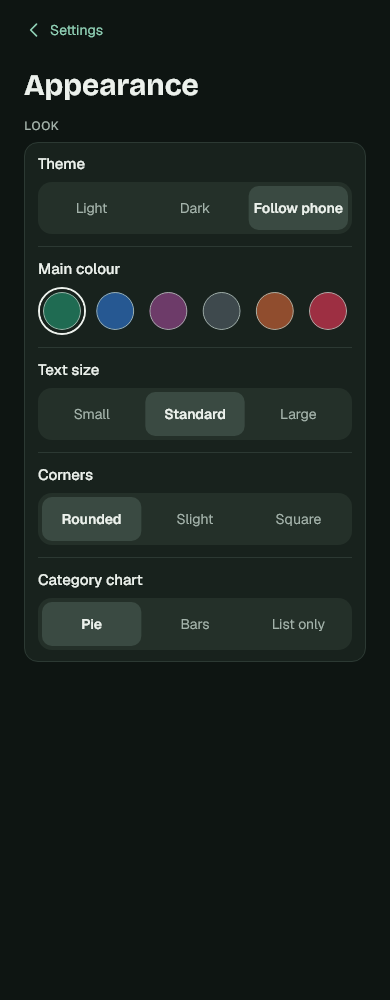 Settings
Appearance
LOOK
Theme
Light Dark Follow phone
Main colour
Text size
Small Standard Large
Corners
Rounded Slight Square
Category chart
Pie Bars List only